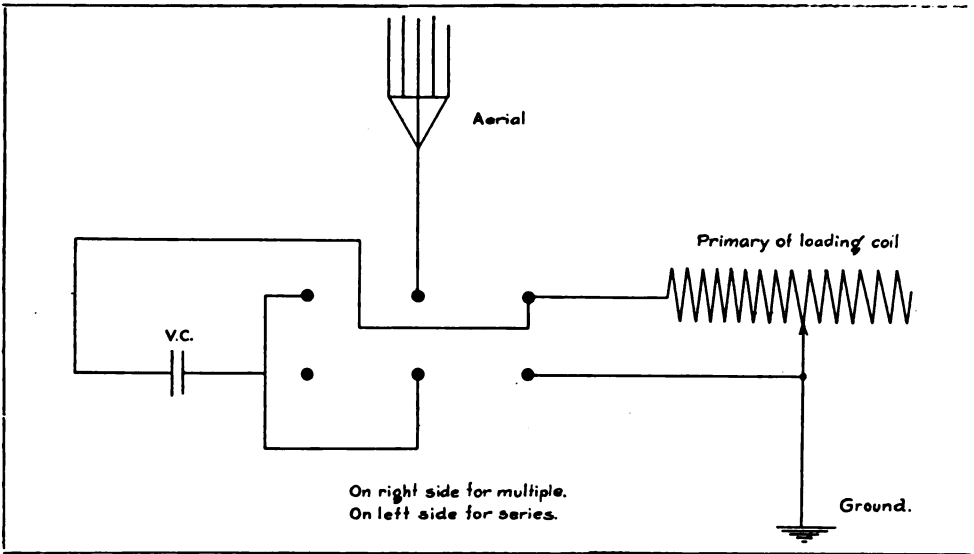 Aerial
Primary of loading coil
V.C.
On right side for multiple.
On left side for series.
Ground.